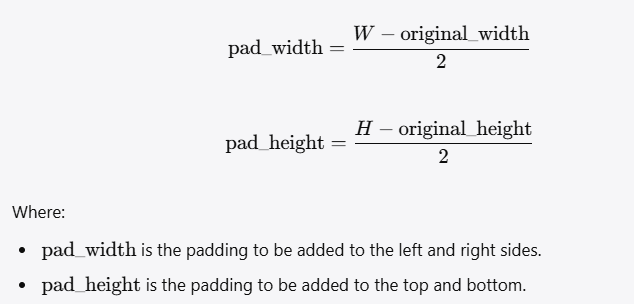 pad_width = (W − original_width) / 2
pad_height = (H − original_height) / 2
Where:
• pad_width is the padding to be added to the left and right sides.
• pad_height is the padding to be added to the top and bottom.